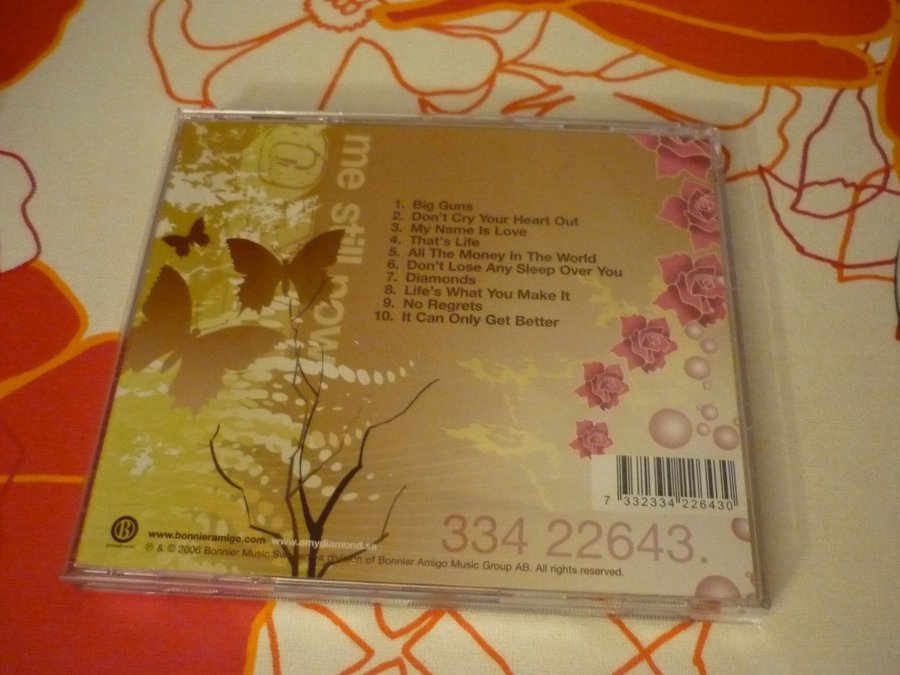 me still now
1. Big Guns
2. Don't Cry Your Heart Out
3. My Name Is Love
4. That's Life
5. All The Money In The World
6. Don't Lose Any Sleep Over You
7. Diamonds
8. Life's What You Make It
9. No Regrets
10. It Can Only Get Better
7 332334 226430
334 22643.
B
www.bonnieramigo.com www.amydiamond.se
℗ & © 2006 Bonnier Music Sweden, a division of Bonnier Amigo Music Group AB. All rights reserved.